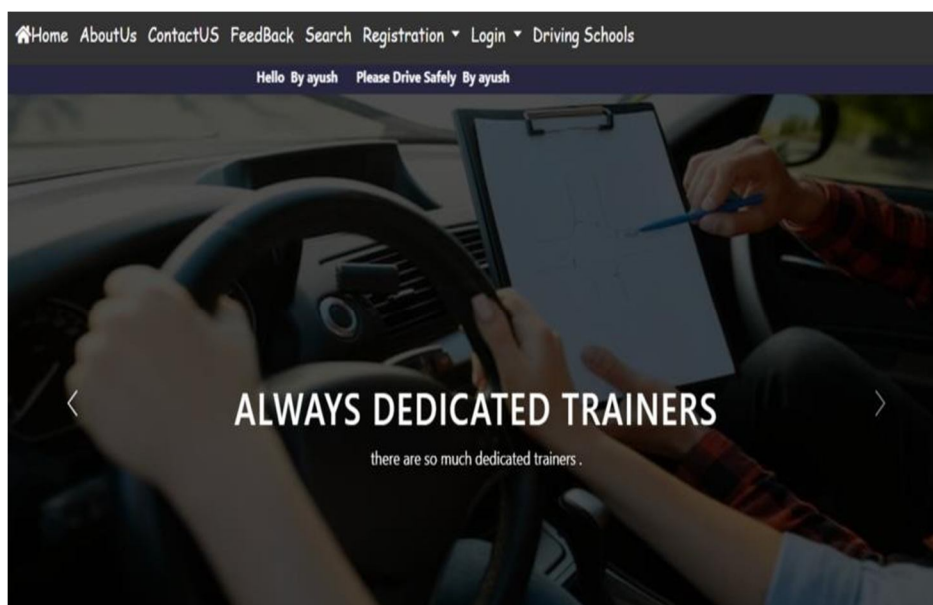 Home AboutUs ContactUS FeedBack Search Registration Login Driving Schools
Hello By ayush Please Drive Safely By ayush
ALWAYS DEDICATED TRAINERS
there are so much dedicated trainers .